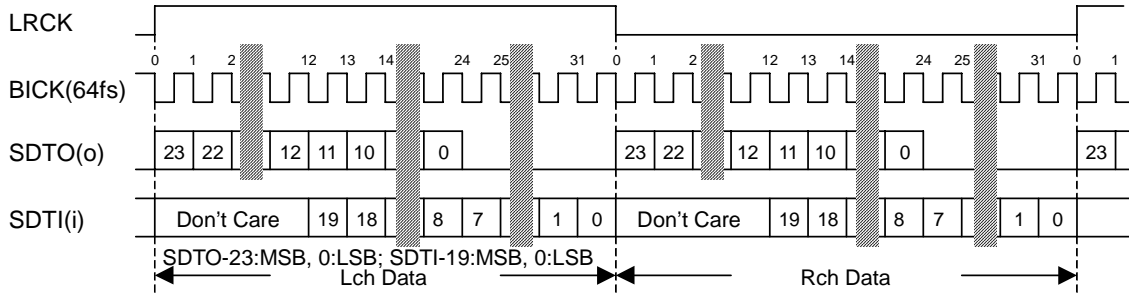 LRCK
0 1 2 12 13 14 24 25 31 0 1 2 12 13 14 24 25 31 0 1
BICK(64fs)
SDTO(o) 23 22 12 11 10 0 23 22 12 11 10 0 23
SDTI(i) Don't Care 19 18 8 7 1 0 Don't Care 19 18 8 7 1 0
SDTO-23:MSB, 0:LSB; SDTI-19:MSB, 0:LSB
Lch Data Rch Data